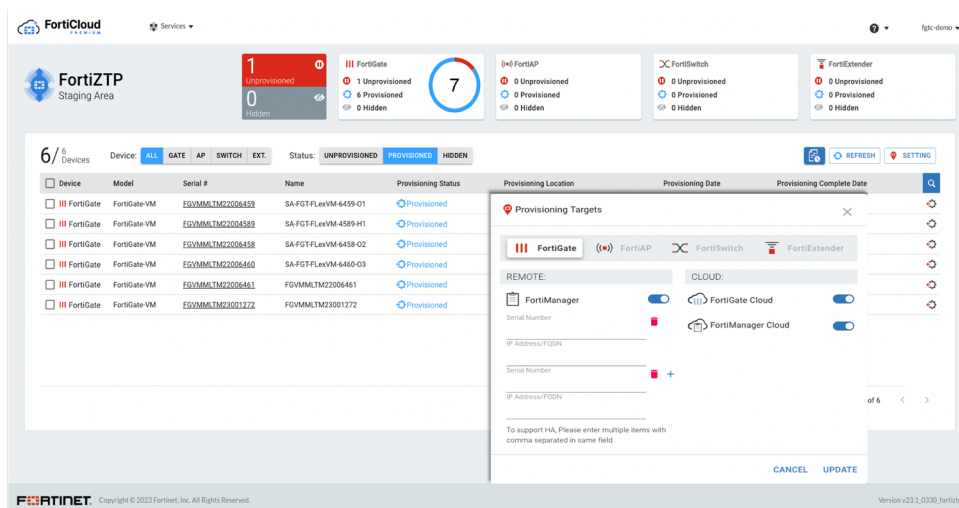 FortiCloud
PREMIUM
Services
fgtc-demo
FortiZTP
Staging Area
1
Unprovisioned
0
Hidden
FortiGate
1 Unprovisioned
6 Provisioned
0 Hidden
7
FortiAP
0 Unprovisioned
0 Provisioned
0 Hidden
FortiSwitch
0 Unprovisioned
0 Provisioned
0 Hidden
FortiExtender
0 Unprovisioned
0 Provisioned
0 Hidden
6/ 6 Devices
Device: ALL GATE AP SWITCH EXT. Status: UNPROVISIONED PROVISIONED HIDDEN REFRESH SETTING
Device Model Serial # Name Provisioning Status Provisioning Location Provisioning Date Provisioning Complete Date
FortiGate FortiGate-VM FGVMMLTM22006459 SA-FGT-FLexVM-6459-O1 Provisioned
FortiGate FortiGate-VM FGVMMLTM22004589 SA-FGT-FLexVM-4589-H1 Provisioned
FortiGate FortiGate-VM FGVMMLTM22006458 SA-FGT-FLexVM-6458-O2 Provisioned
FortiGate FortiGate-VM FGVMMLTM22006460 SA-FGT-FLexVM-6460-O3 Provisioned
FortiGate FortiGate-VM FGVMMLTM22006461 FGVMMLTM22006461 Provisioned
FortiGate FortiGate-VM FGVMMLTM23001272 FGVMMLTM23001272 Provisioned
Provisioning Targets
FortiGate FortiAP FortiSwitch FortiExtender
REMOTE:
FortiManager
Serial Number
IP Address/FQDN
Serial Number
IP Address/FQDN
To support HA, Please enter multiple items with
comma separated in same field
CLOUD:
FortiGate Cloud
FortiManager Cloud
CANCEL UPDATE
of 6
FORTINET. Copyright © 2023 Fortinet, Inc. All Rights Reserved.
Version v23.1_0330_fortizt